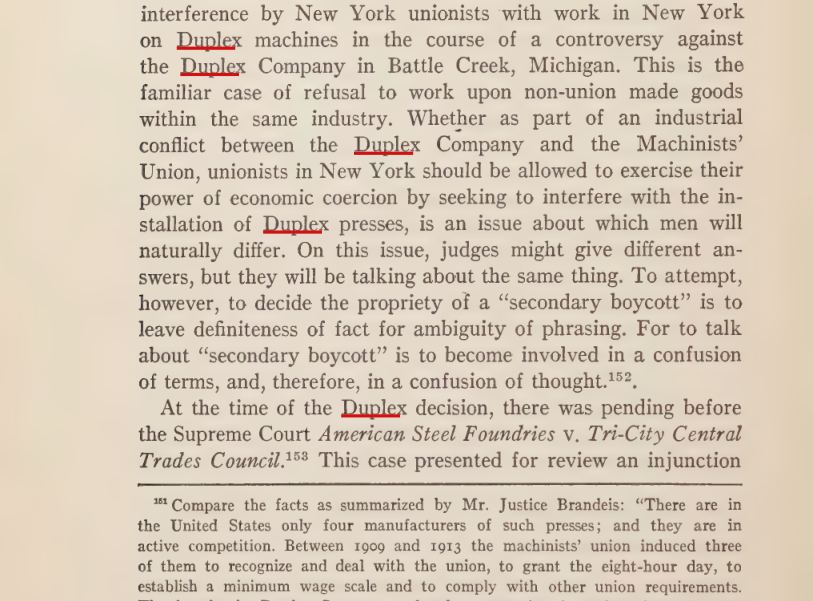 interference by New York unionists with work in New York
on Duplex machines in the course of a controversy against
the Duplex Company in Battle Creek, Michigan. This is the
familiar case of refusal to work upon non-union made goods
within the same industry. Whether as part of an industrial
conflict between the Duplex Company and the Machinists'
Union, unionists in New York should be allowed to exercise their
power of economic coercion by seeking to interfere with the in-
stallation of Duplex presses, is an issue about which men will
naturally differ. On this issue, judges might give different an-
swers, but they will be talking about the same thing. To attempt,
however, to decide the propriety of a “secondary boycott” is to
leave definiteness of fact for ambiguity of phrasing. For to talk
about “secondary boycott” is to become involved in a confusion
of terms, and, therefore, in a confusion of thought.¹⁵².
At the time of the Duplex decision, there was pending before
the Supreme Court American Steel Foundries v. Tri-City Central
Trades Council.¹⁵³ This case presented for review an injunction
¹⁵¹ Compare the facts as summarized by Mr. Justice Brandeis: “There are in
the United States only four manufacturers of such presses; and they are in
active competition. Between 1909 and 1913 the machinists' union induced three
of them to recognize and deal with the union, to grant the eight-hour day, to
establish a minimum wage scale and to comply with other union requirements.